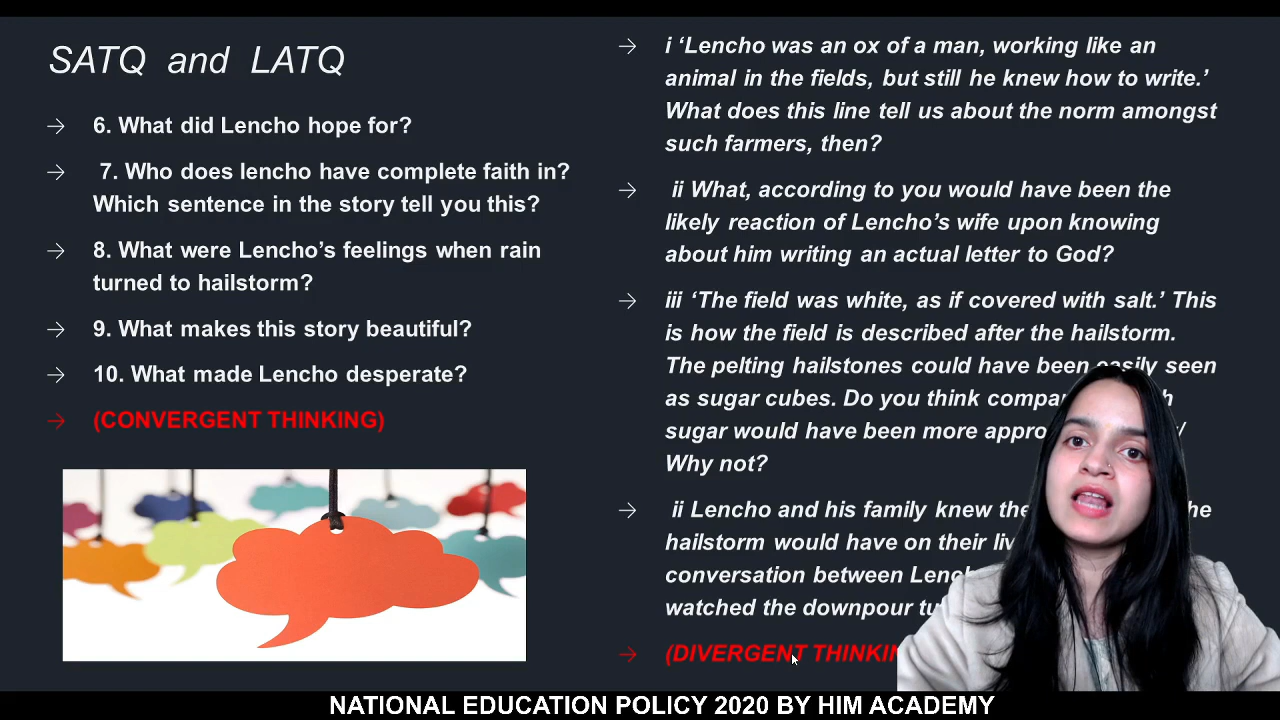 SATQ and LATQ
→ 6. What did Lencho hope for?
→ 7. Who does lencho have complete faith in?
Which sentence in the story tell you this?
→ 8. What were Lencho's feelings when rain
turned to hailstorm?
→ 9. What makes this story beautiful?
→ 10. What made Lencho desperate?
→ (CONVERGENT THINKING)
→ i ‘Lencho was an ox of a man, working like an
animal in the fields, but still he knew how to write.’
What does this line tell us about the norm amongst
such farmers, then?
→ ii What, according to you would have been the
likely reaction of Lencho’s wife upon knowing
about him writing an actual letter to God?
→ iii ‘The field was white, as if covered with salt.’ This
is how the field is described after the hailstorm.
The pelting hailstones could have been easily seen
as sugar cubes. Do you think
sugar would have been more
Why not?
→ ii Lencho and his family knew
hailstorm would have on their
conversation between
watched the downpour
→ (DIVERGENT
NATIONAL EDUCATION POLICY 2020 BY HIM ACADEMY